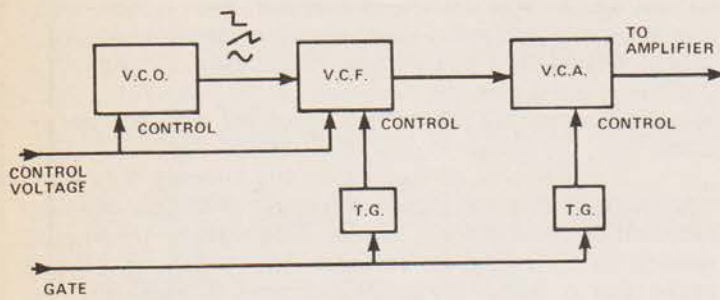 TO
AMPLIFIER
V.C.O.
V.C.F.
V.C.A.
CONTROL
CONTROL
CONTROL
CONTROL
VOLTAGE
T.G.
T.G.
GATE